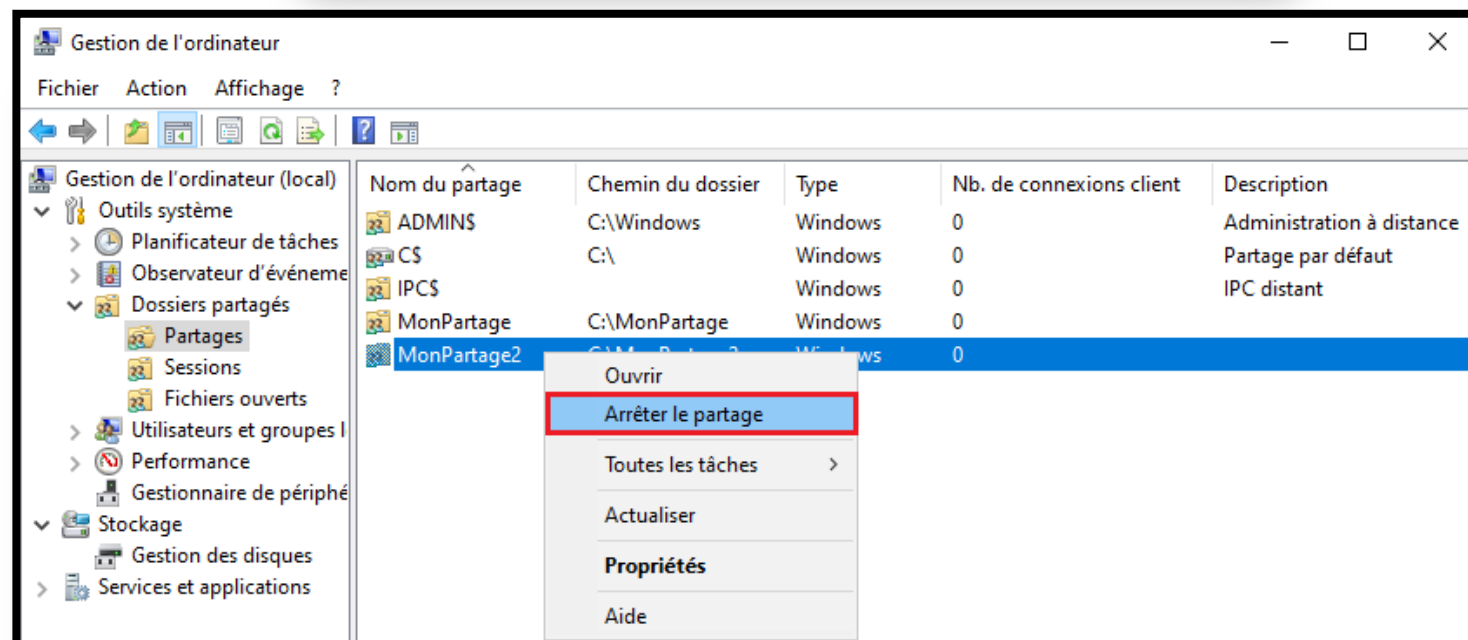 Gestion de l'ordinateur
Fichier Action Affichage ?
Gestion de l'ordinateur (local)
Outils système
Planificateur de tâches
Observateur d'événeme
Dossiers partagés
Partages
Sessions
Fichiers ouverts
Utilisateurs et groupes l
Performance
Gestionnaire de périphé
Stockage
Gestion des disques
Services et applications
Nom du partage Chemin du dossier Type Nb. de connexions client Description
ADMIN$ C:\Windows Windows 0 Administration à distance
C$ C:\ Windows 0 Partage par défaut
IPC$ Windows 0 IPC distant
MonPartage C:\MonPartage Windows 0
MonPartage2 0
Ouvrir
Arrêter le partage
Toutes les tâches
Actualiser
Propriétés
Aide